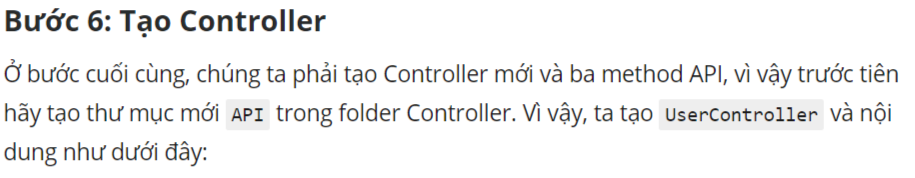 Bước 6: Tạo Controller
Ở bước cuối cùng, chúng ta phải tạo Controller mới và ba method API, vì vậy trước tiên
hãy tạo thư mục mới API trong folder Controller. Vì vậy, ta tạo UserController và nội
dung như dưới đây: